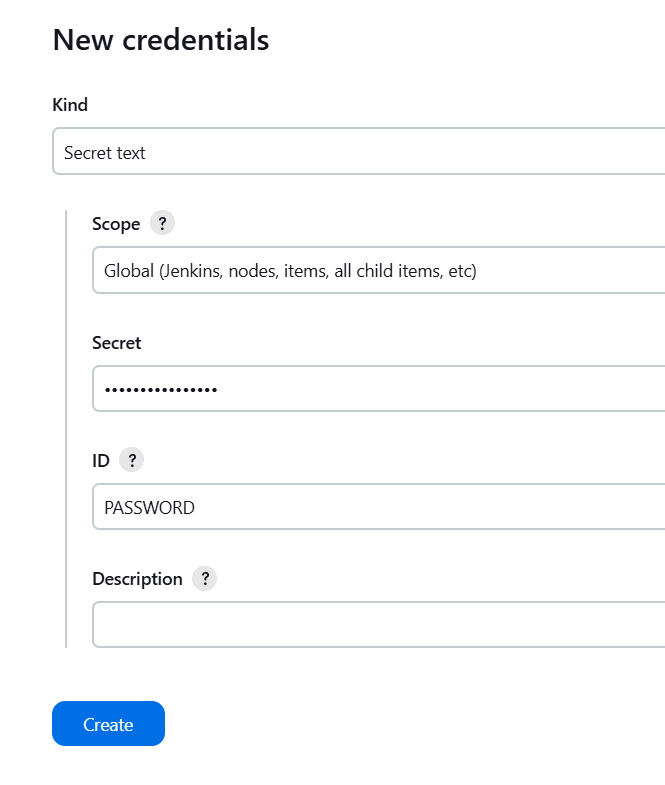 New credentials
Kind
Secret text
Scope ?
Global (Jenkins, nodes, items, all child items, etc)
Secret
••••••••••••••••
ID ?
PASSWORD
Description ?
Create